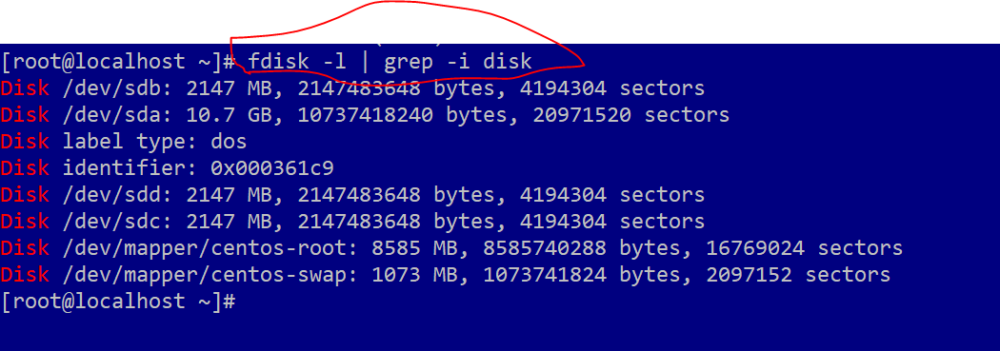 [root@localhost ~]# fdisk -l | grep -i disk
Disk /dev/sdb: 2147 MB, 2147483648 bytes, 4194304 sectors
Disk /dev/sda: 10.7 GB, 10737418240 bytes, 20971520 sectors
Disk label type: dos
Disk identifier: 0x000361c9
Disk /dev/sdd: 2147 MB, 2147483648 bytes, 4194304 sectors
Disk /dev/sdc: 2147 MB, 2147483648 bytes, 4194304 sectors
Disk /dev/mapper/centos-root: 8585 MB, 8585740288 bytes, 16769024 sectors
Disk /dev/mapper/centos-swap: 1073 MB, 1073741824 bytes, 2097152 sectors
[root@localhost ~]#